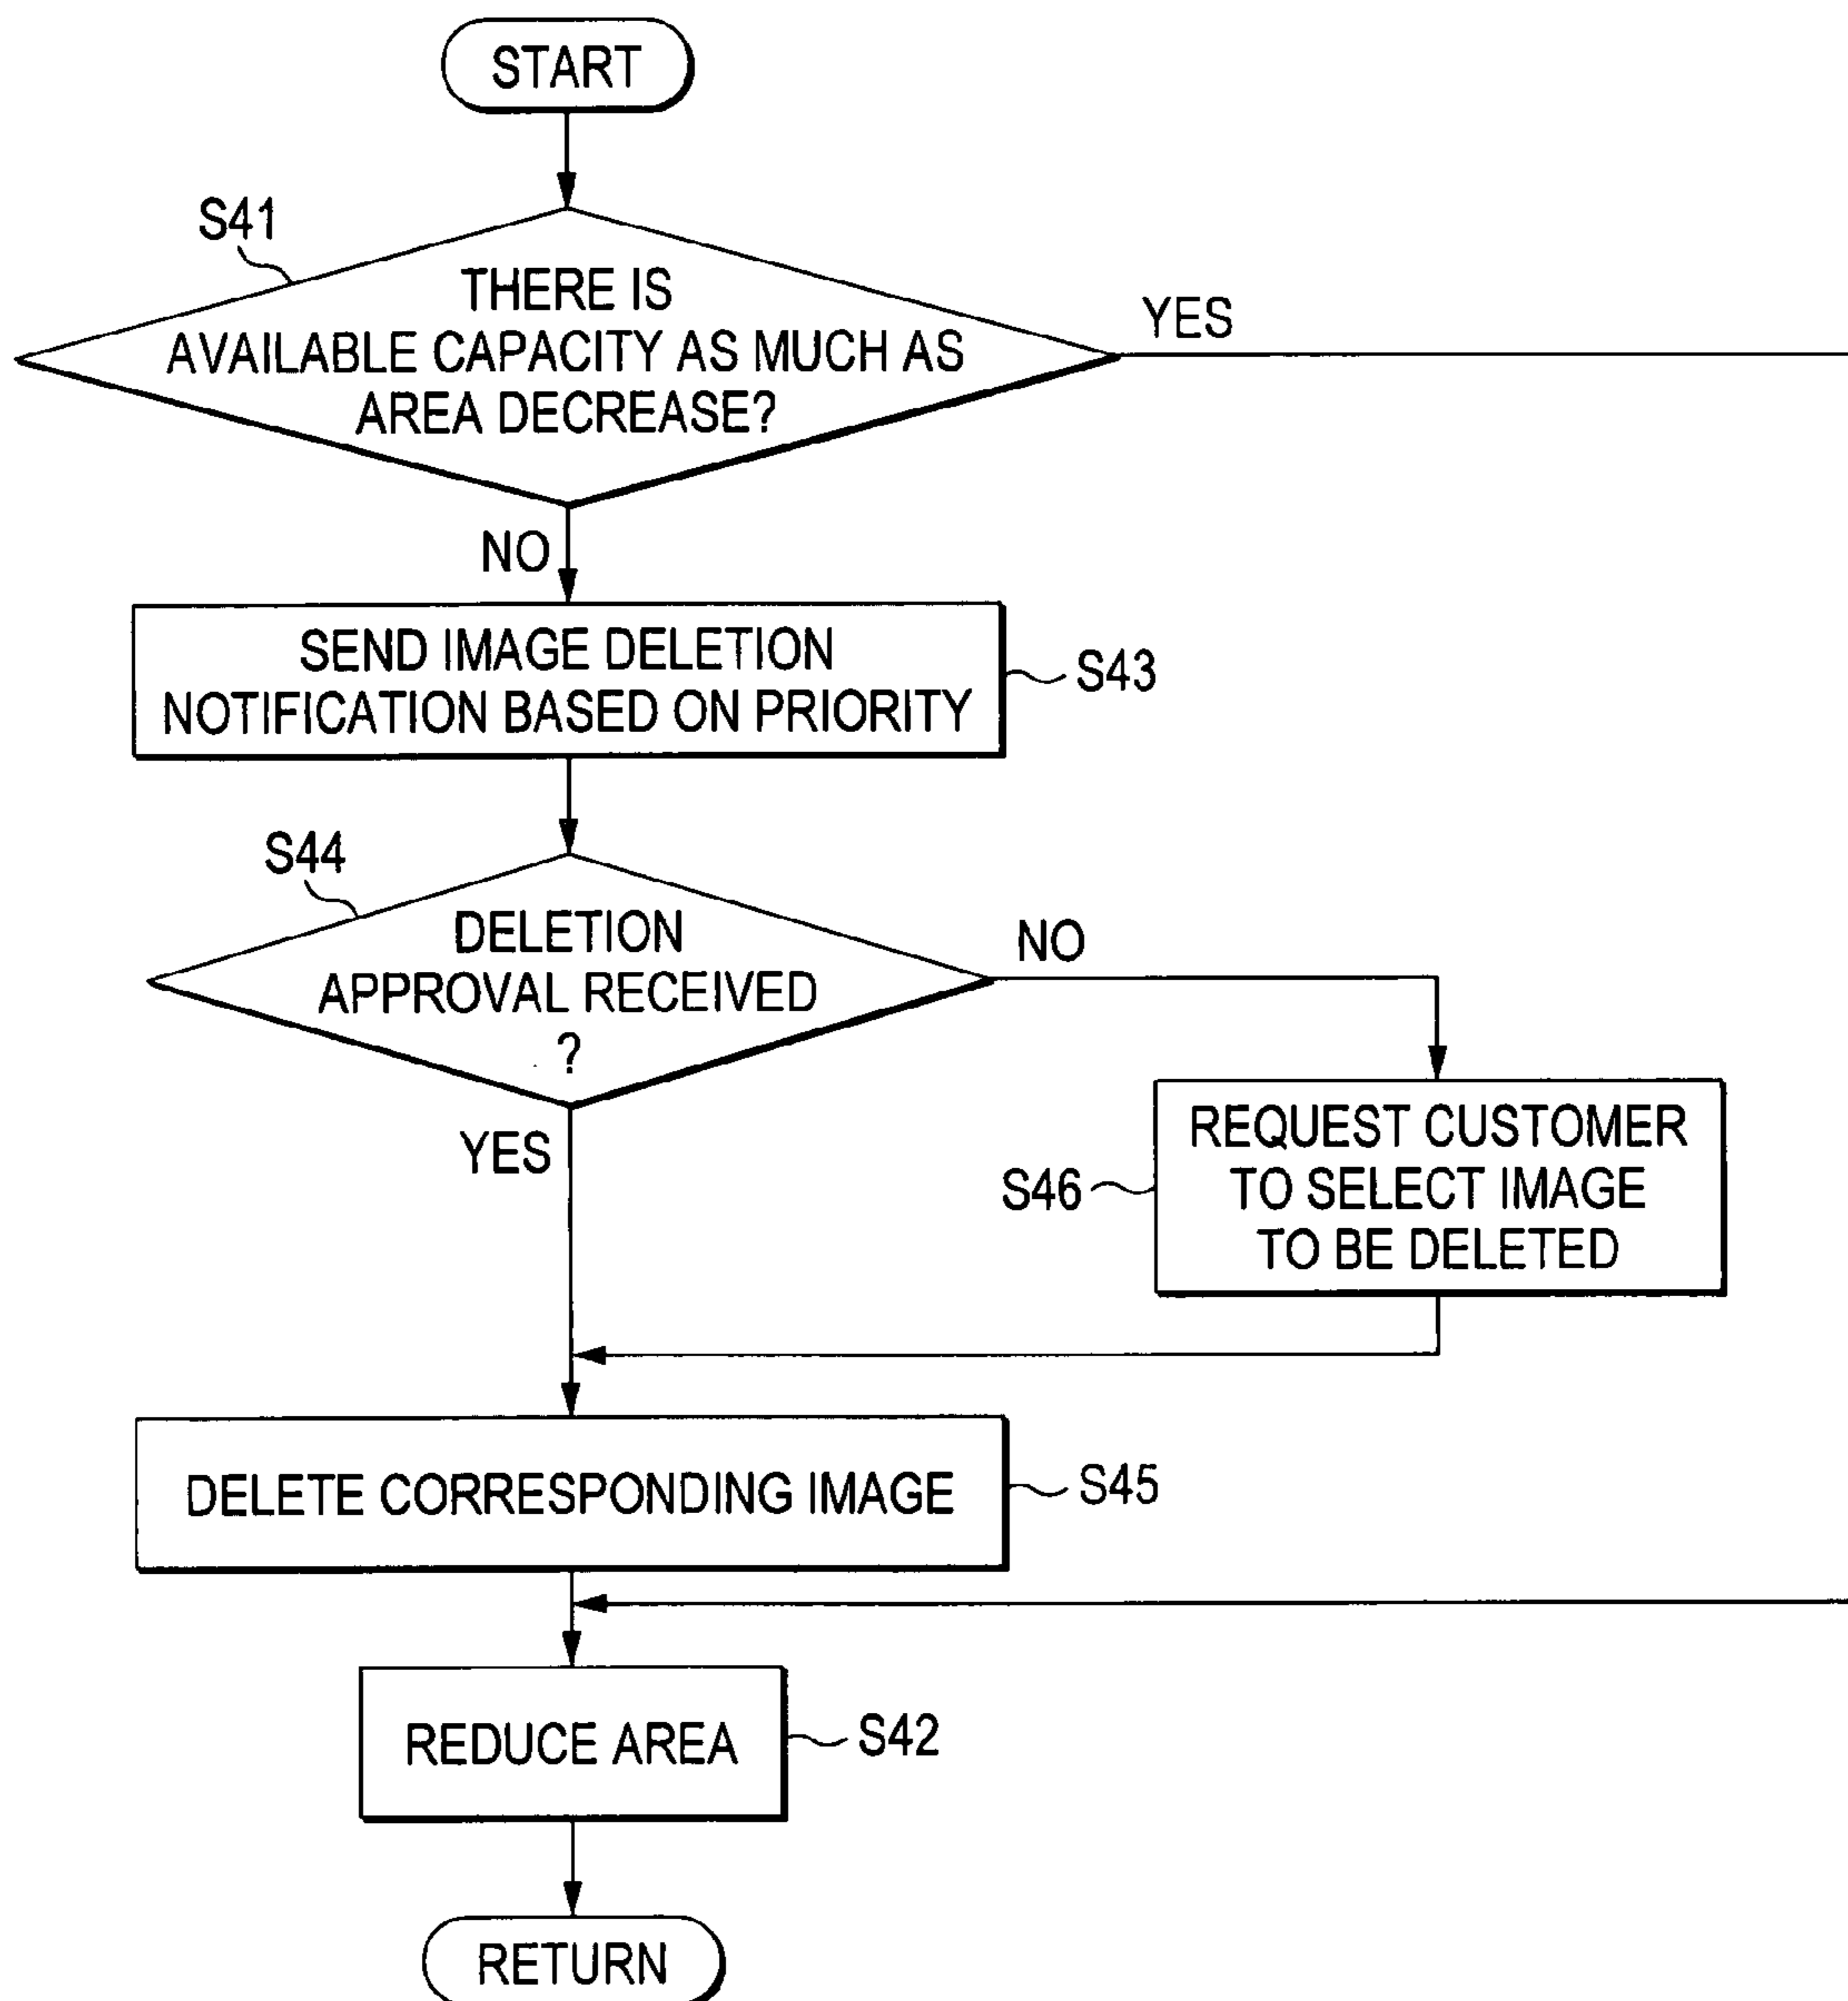 START
S41
THERE IS
AVAILABLE CAPACITY AS MUCH AS
AREA DECREASE?
YES
NO
SEND IMAGE DELETION
NOTIFICATION BASED ON PRIORITY
S43
S44
DELETION
APPROVAL RECEIVED
?
NO
YES
REQUEST CUSTOMER
TO SELECT IMAGE
TO BE DELETED
S46
DELETE CORRESPONDING IMAGE
S45
REDUCE AREA
S42
RETURN